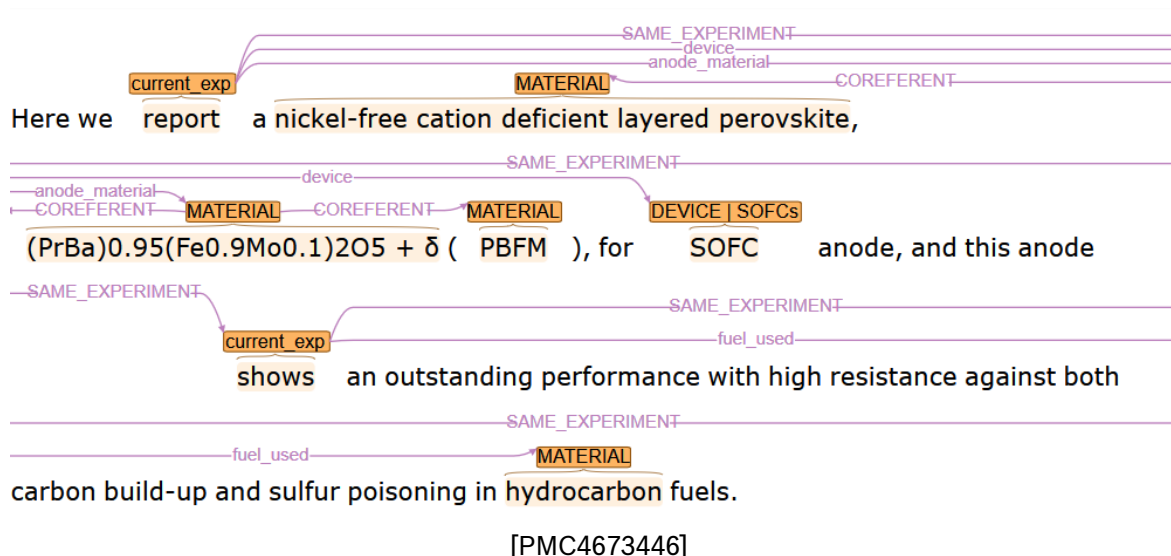 SAME_EXPERIMENT
device
anode_material
current_exp MATERIAL COREFERENT
Here we report a nickel-free cation deficient layered perovskite,
SAME_EXPERIMENT
device
anode_material
COREFERENT MATERIAL COREFERENT MATERIAL DEVICE | SOFCs
(PrBa)0.95(Fe0.9Mo0.1)2O5 + δ ( PBFM ), for SOFC anode, and this anode
SAME_EXPERIMENT
SAME_EXPERIMENT
current_exp fuel_used
shows an outstanding performance with high resistance against both
SAME_EXPERIMENT
fuel_used MATERIAL
carbon build-up and sulfur poisoning in hydrocarbon fuels.
[PMC4673446]